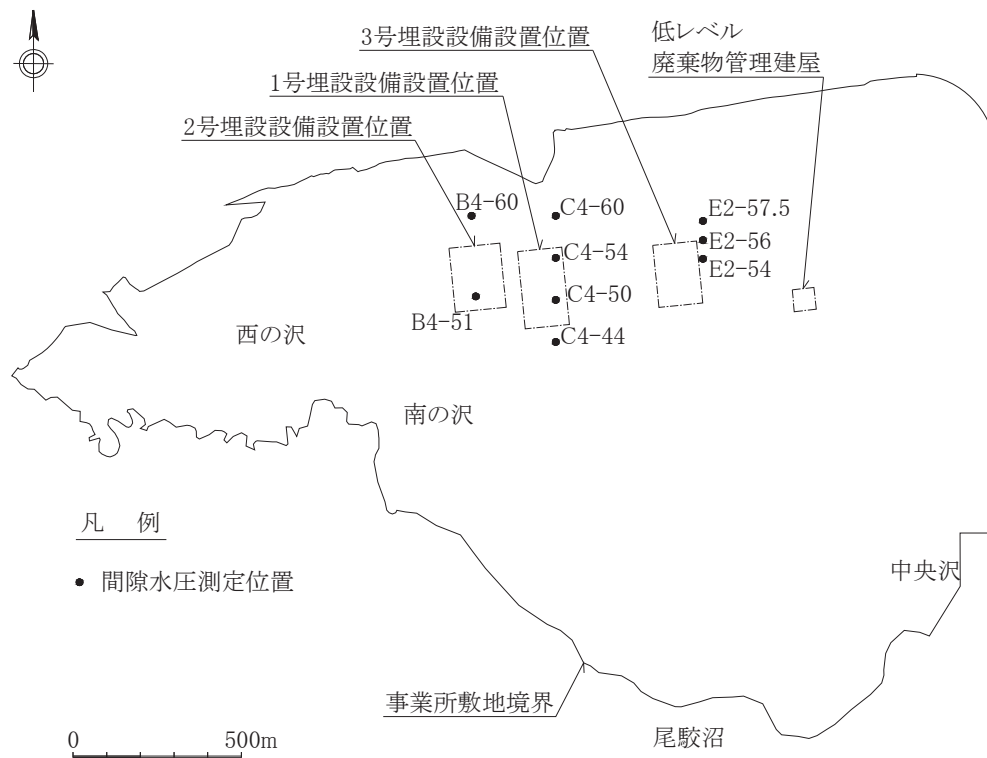 3号埋設設備設置位置
低レベル
廃棄物管理建屋
1号埋設設備設置位置
2号埋設設備設置位置
B4-60
C4-60
E2-57.5
E2-56
E2-54
C4-54
C4-50
B4-51
C4-44
西の沢
南の沢
凡 例
● 間隙水圧測定位置
中央沢
事業所敷地境界
尾駮沼
0 500m